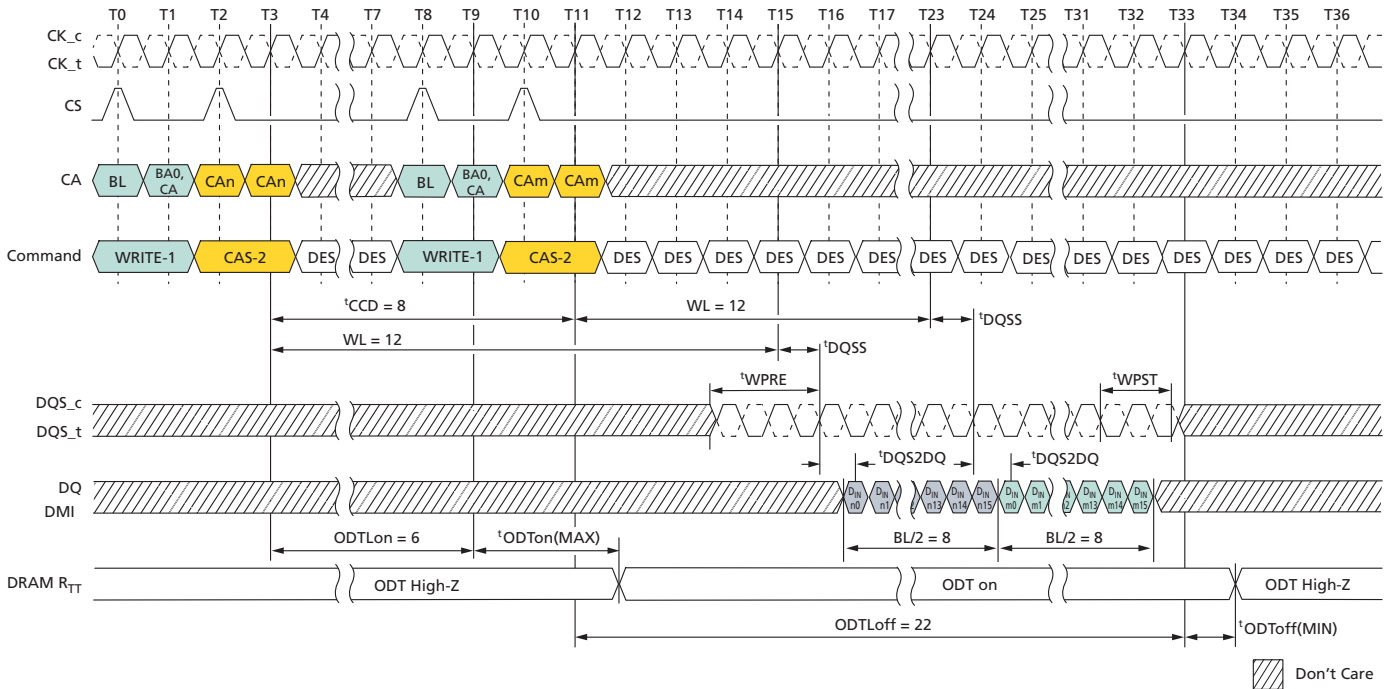 T0 T1 T2 T3 T4 T7 T8 T9 T10 T11 T12 T13 T14 T15 T16 T17 T23 T24 T25 T31 T32 T33 T34 T35 T36
CK_c
CK_t
CS
CA BL BA0, CA CAn CAn BL BA0, CA CAm CAm
Command WRITE-1 CAS-2 DES DES WRITE-1 CAS-2 DES DES DES DES DES DES DES DES DES DES DES DES DES DES DES
tCCD = 8 WL = 12 tDQSS
WL = 12 tDQSS
tWPRE tWPST
DQS_c
DQS_t
tDQS2DQ tDQS2DQ
DQ
DMI
DIN n0 DIN n1 DIN n13 DIN n14 DIN n15 DIN m0 DIN m1 DIN m13 DIN m14 DIN m15
ODTLon = 6 tODTon(MAX) BL/2 = 8 BL/2 = 8
DRAM RTT ODT High-Z ODT on ODT High-Z
ODTLoff = 22 tODToff(MIN)
Don't Care